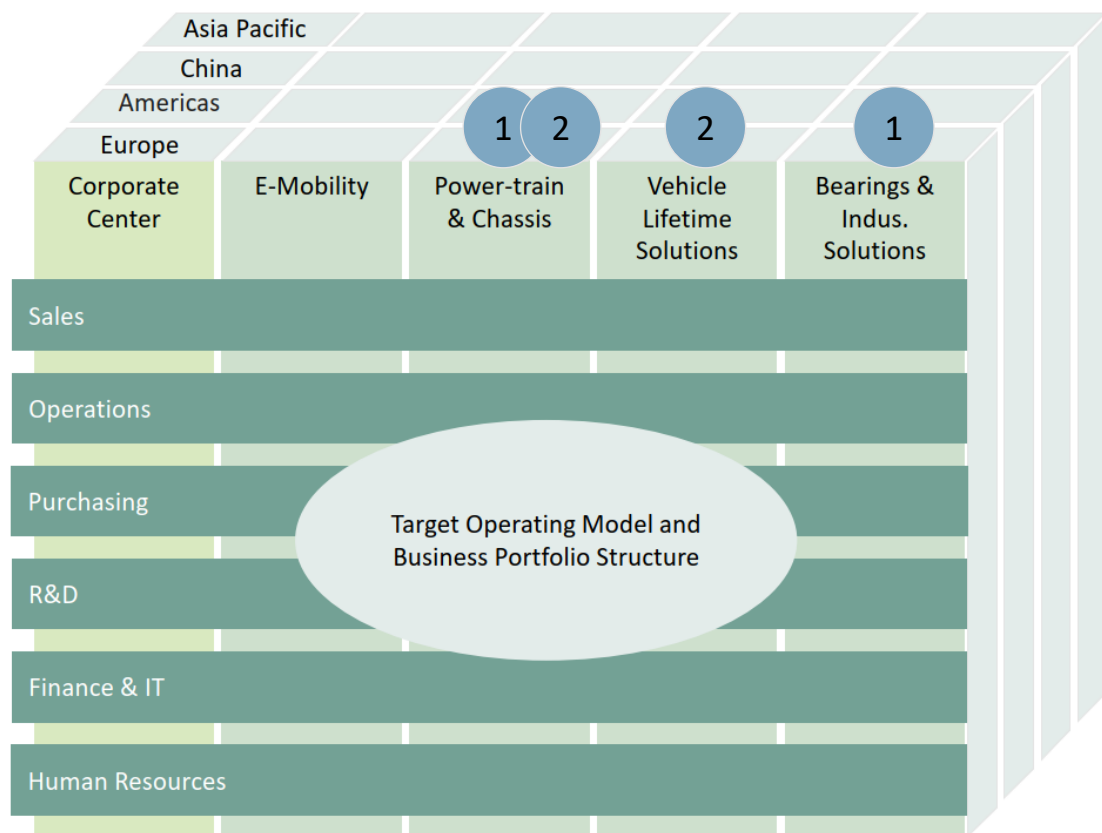 Asia Pacific
China
Americas
Europe
1
2
2
1
Corporate
Center
E-Mobility
Power-train
& Chassis
Vehicle
Lifetime
Solutions
Bearings &
Indus.
Solutions
Sales
Operations
Purchasing
Target Operating Model and
Business Portfolio Structure
R&D
Finance & IT
Human Resources